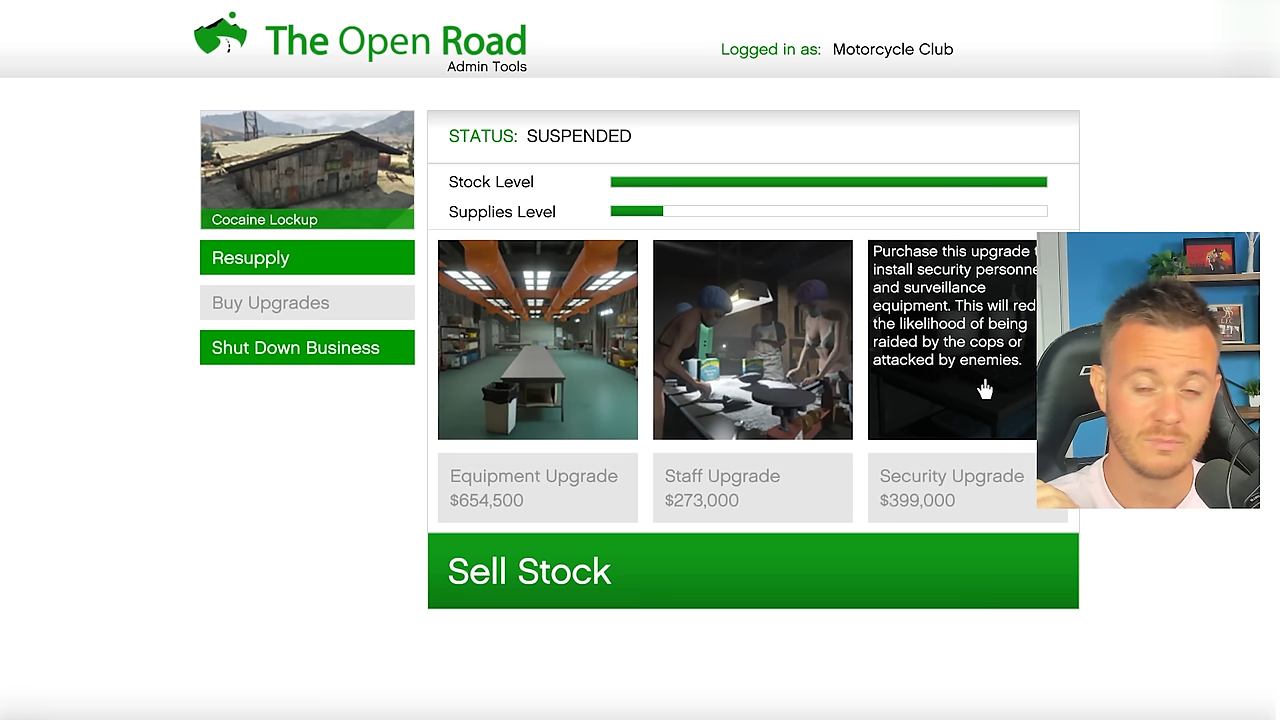 The Open Road
Admin Tools
Logged in as: Motorcycle Club
Cocaine Lockup
Resupply
Buy Upgrades
Shut Down Business
STATUS: SUSPENDED
Stock Level
Supplies Level
Purchase this upgrade
install security
and surveillance
equipment. This will
the likelihood of being
raided by the cops or
attacked by enemies.
Equipment Upgrade
$654,500
Staff Upgrade
$273,000
Security Upgrade
$399,000
Sell Stock